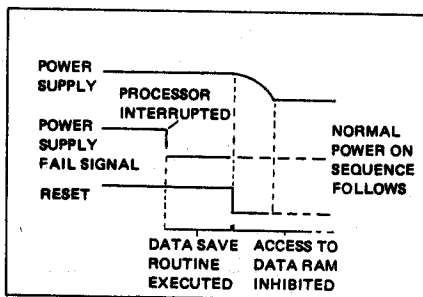 POWER
SUPPLY
PROCESSOR
INTERRUPTED
POWER
SUPPLY
FAIL SIGNAL
NORMAL
POWER ON
SEQUENCE
FOLLOWS
RESET
DATA SAVE
ROUTINE
EXECUTED
ACCESS TO
DATA RAM
INHIBITED